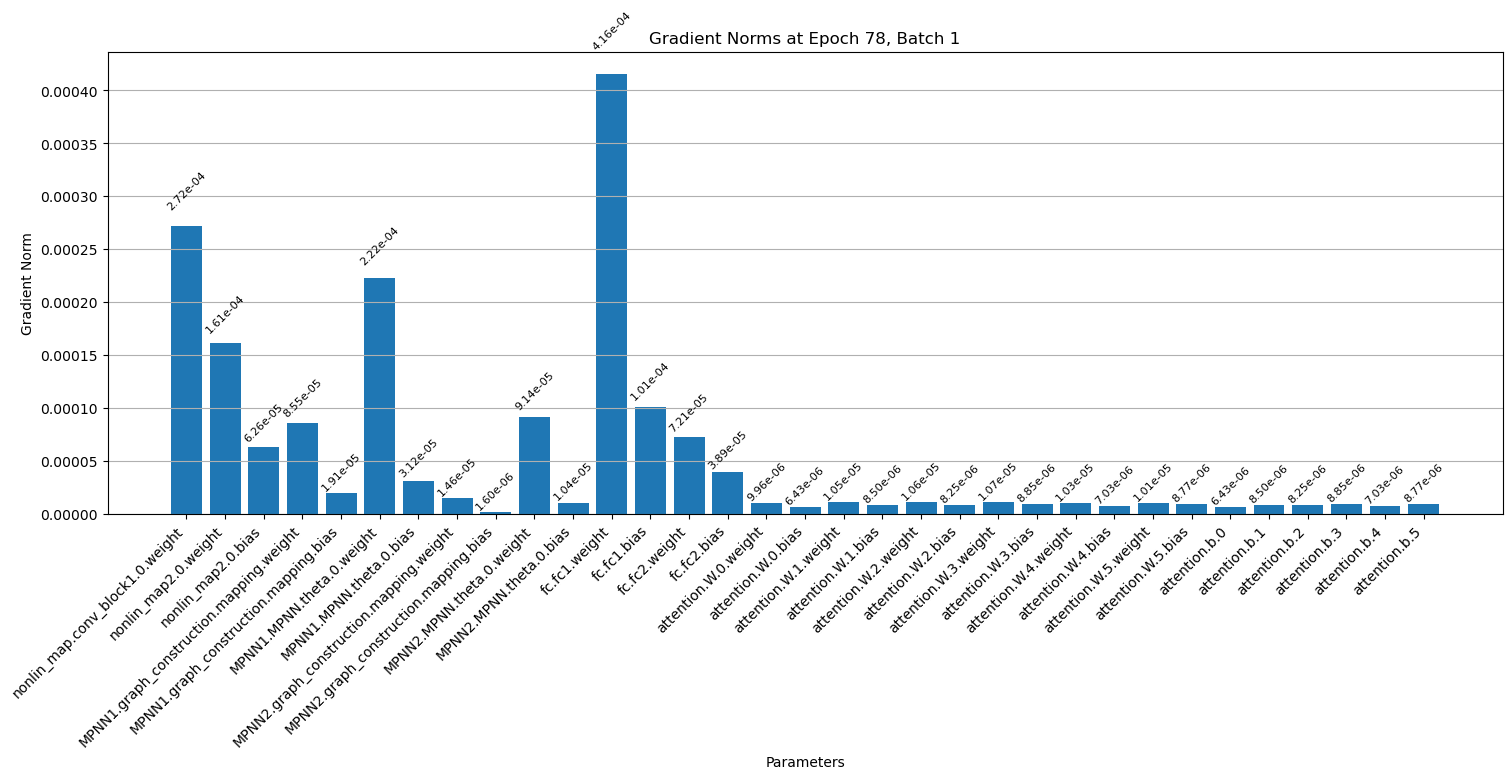 Gradient Norms at Epoch 78, Batch 1
Gradient Norm
0.00040
0.00035
0.00030
0.00025
0.00020
0.00015
0.00010
0.00005
0.00000
2.72e-04
1.61e-04
6.26e-05
8.55e-05
1.91e-05
2.22e-04
3.12e-05
1.46e-05
1.60e-06
9.14e-05
1.04e-05
4.16e-04
1.01e-04
7.21e-05
3.89e-05
9.96e-06
6.43e-06
1.05e-05
8.50e-06
1.06e-05
8.25e-06
1.07e-05
8.85e-06
1.03e-05
7.03e-06
1.01e-05
8.77e-06
6.43e-06
8.50e-06
8.25e-06
8.85e-06
7.03e-06
8.77e-06
nonlin_map.conv_block1.0.weight
nonlin_map2.0.weight
nonlin_map2.0.bias
MPNN1.graph_construction.mapping.weight
MPNN1.graph_construction.mapping.bias
MPNN1.MPNN.theta.0.weight
MPNN1.MPNN.theta.0.bias
MPNN2.graph_construction.mapping.weight
MPNN2.graph_construction.mapping.bias
MPNN2.MPNN.theta.0.weight
MPNN2.MPNN.theta.0.bias
fc.fc1.weight
fc.fc1.bias
fc.fc2.weight
fc.fc2.bias
attention.W.0.weight
attention.W.0.bias
attention.W.1.weight
attention.W.1.bias
attention.W.2.weight
attention.W.2.bias
attention.W.3.weight
attention.W.3.bias
attention.W.4.weight
attention.W.4.bias
attention.W.5.weight
attention.W.5.bias
attention.b.0
attention.b.1
attention.b.2
attention.b.3
attention.b.4
attention.b.5
Parameters